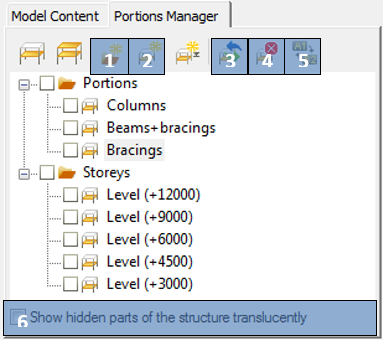 Model Content Portions Manager
1 2 3 4 5
Portions
Columns
Beams+bracings
Bracings
Storeys
Level (+12000)
Level (+9000)
Level (+6000)
Level (+4500)
Level (+3000)
6 Show hidden parts of the structure translucently